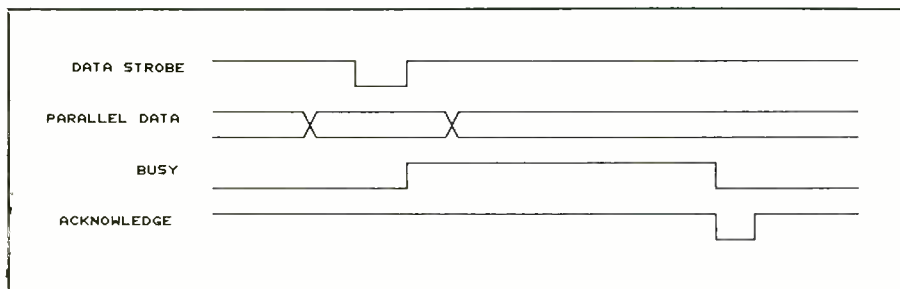 DATA STROBE
PARALLEL DATA
BUSY
ACKNOWLEDGE